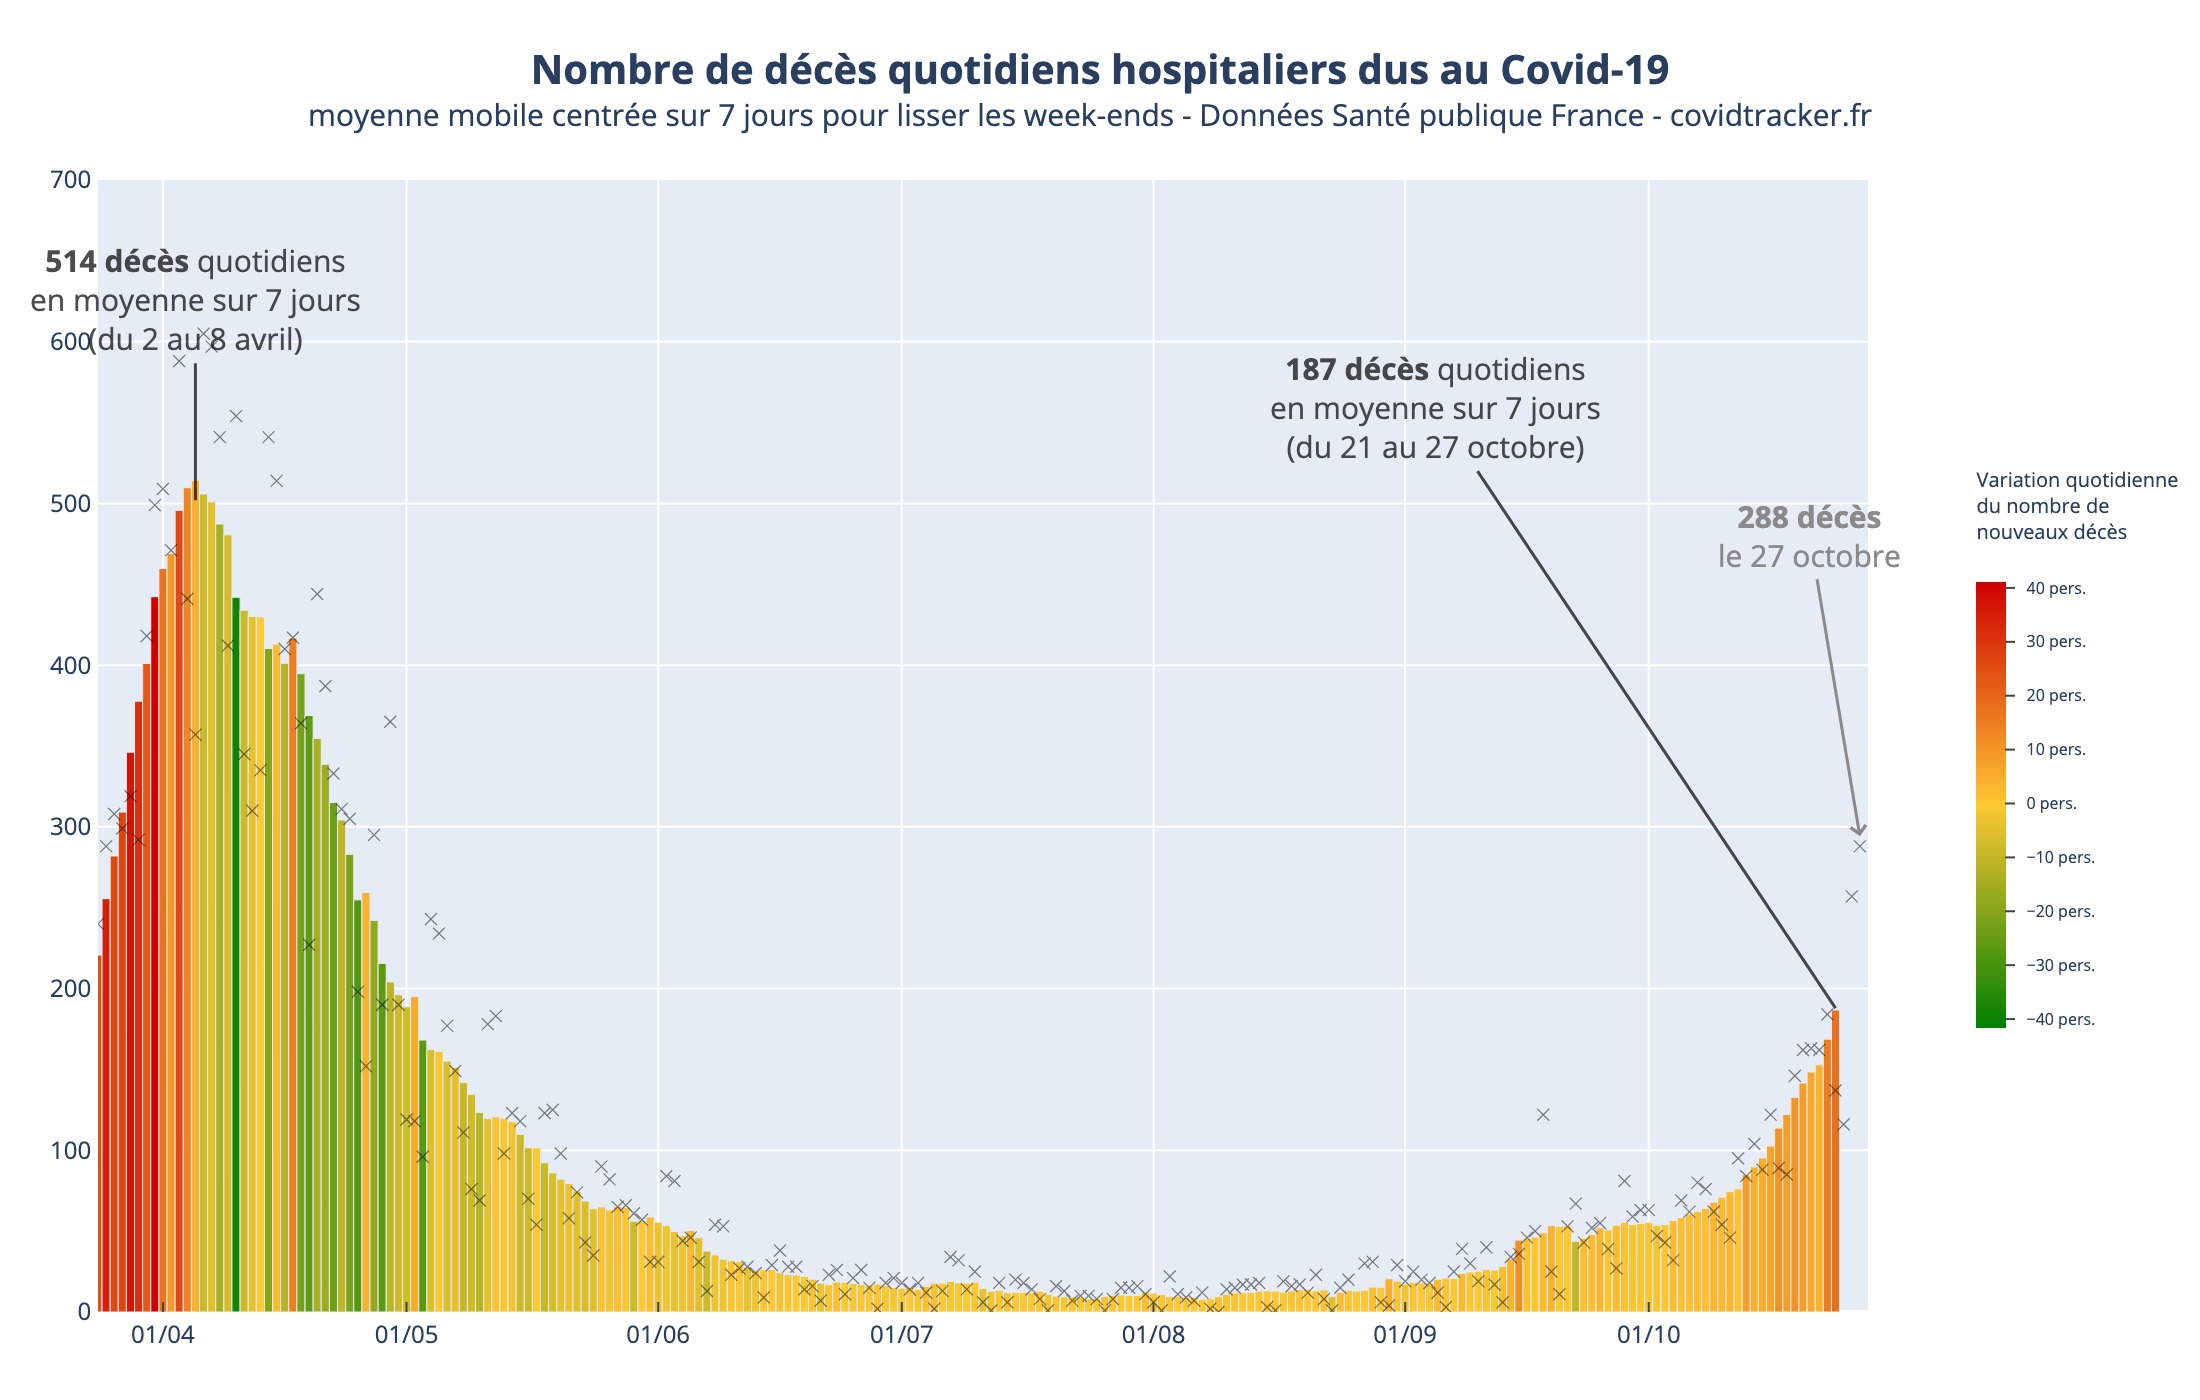 Nombre de décès quotidiens hospitaliers dus au Covid-19
moyenne mobile centrée sur 7 jours pour lisser les week-ends - Données Santé publique France - covidtracker.fr
700
600
500
400
300
200
100
0
514 décès quotidiens
en moyenne sur 7 jours
(du 2 au 8 avril)
187 décès quotidiens
en moyenne sur 7 jours
(du 21 au 27 octobre)
288 décès
le 27 octobre
01/04
01/05
01/06
01/07
01/08
01/09
01/10
Variation quotidienne
du nombre de
nouveaux décès
40 pers.
30 pers.
20 pers.
10 pers.
0 pers.
−10 pers.
−20 pers.
−30 pers.
−40 pers.